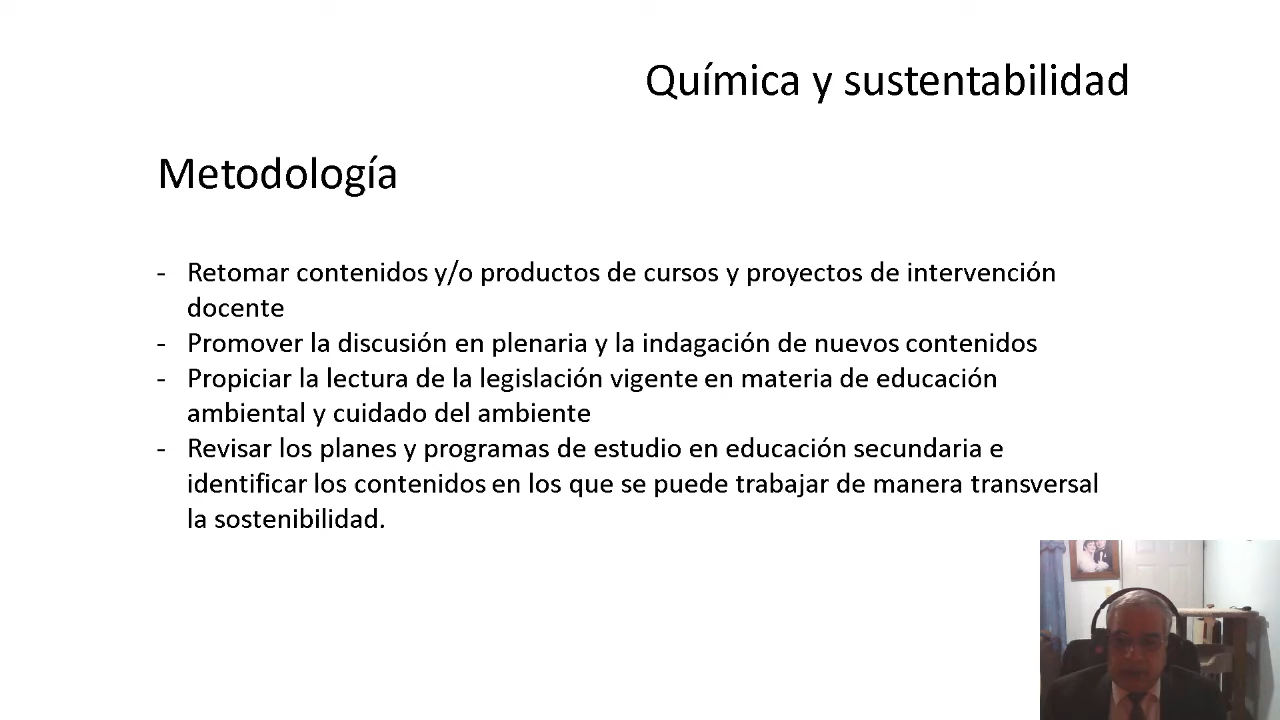 Química y sustentabilidad
Metodología
- Retomar contenidos y/o productos de cursos y proyectos de intervención
docente
- Promover la discusión en plenaria y la indagación de nuevos contenidos
- Propiciar la lectura de la legislación vigente en materia de educación
ambiental y cuidado del ambiente
- Revisar los planes y programas de estudio en educación secundaria e
identificar los contenidos en los que se puede trabajar de manera transversal
la sostenibilidad.